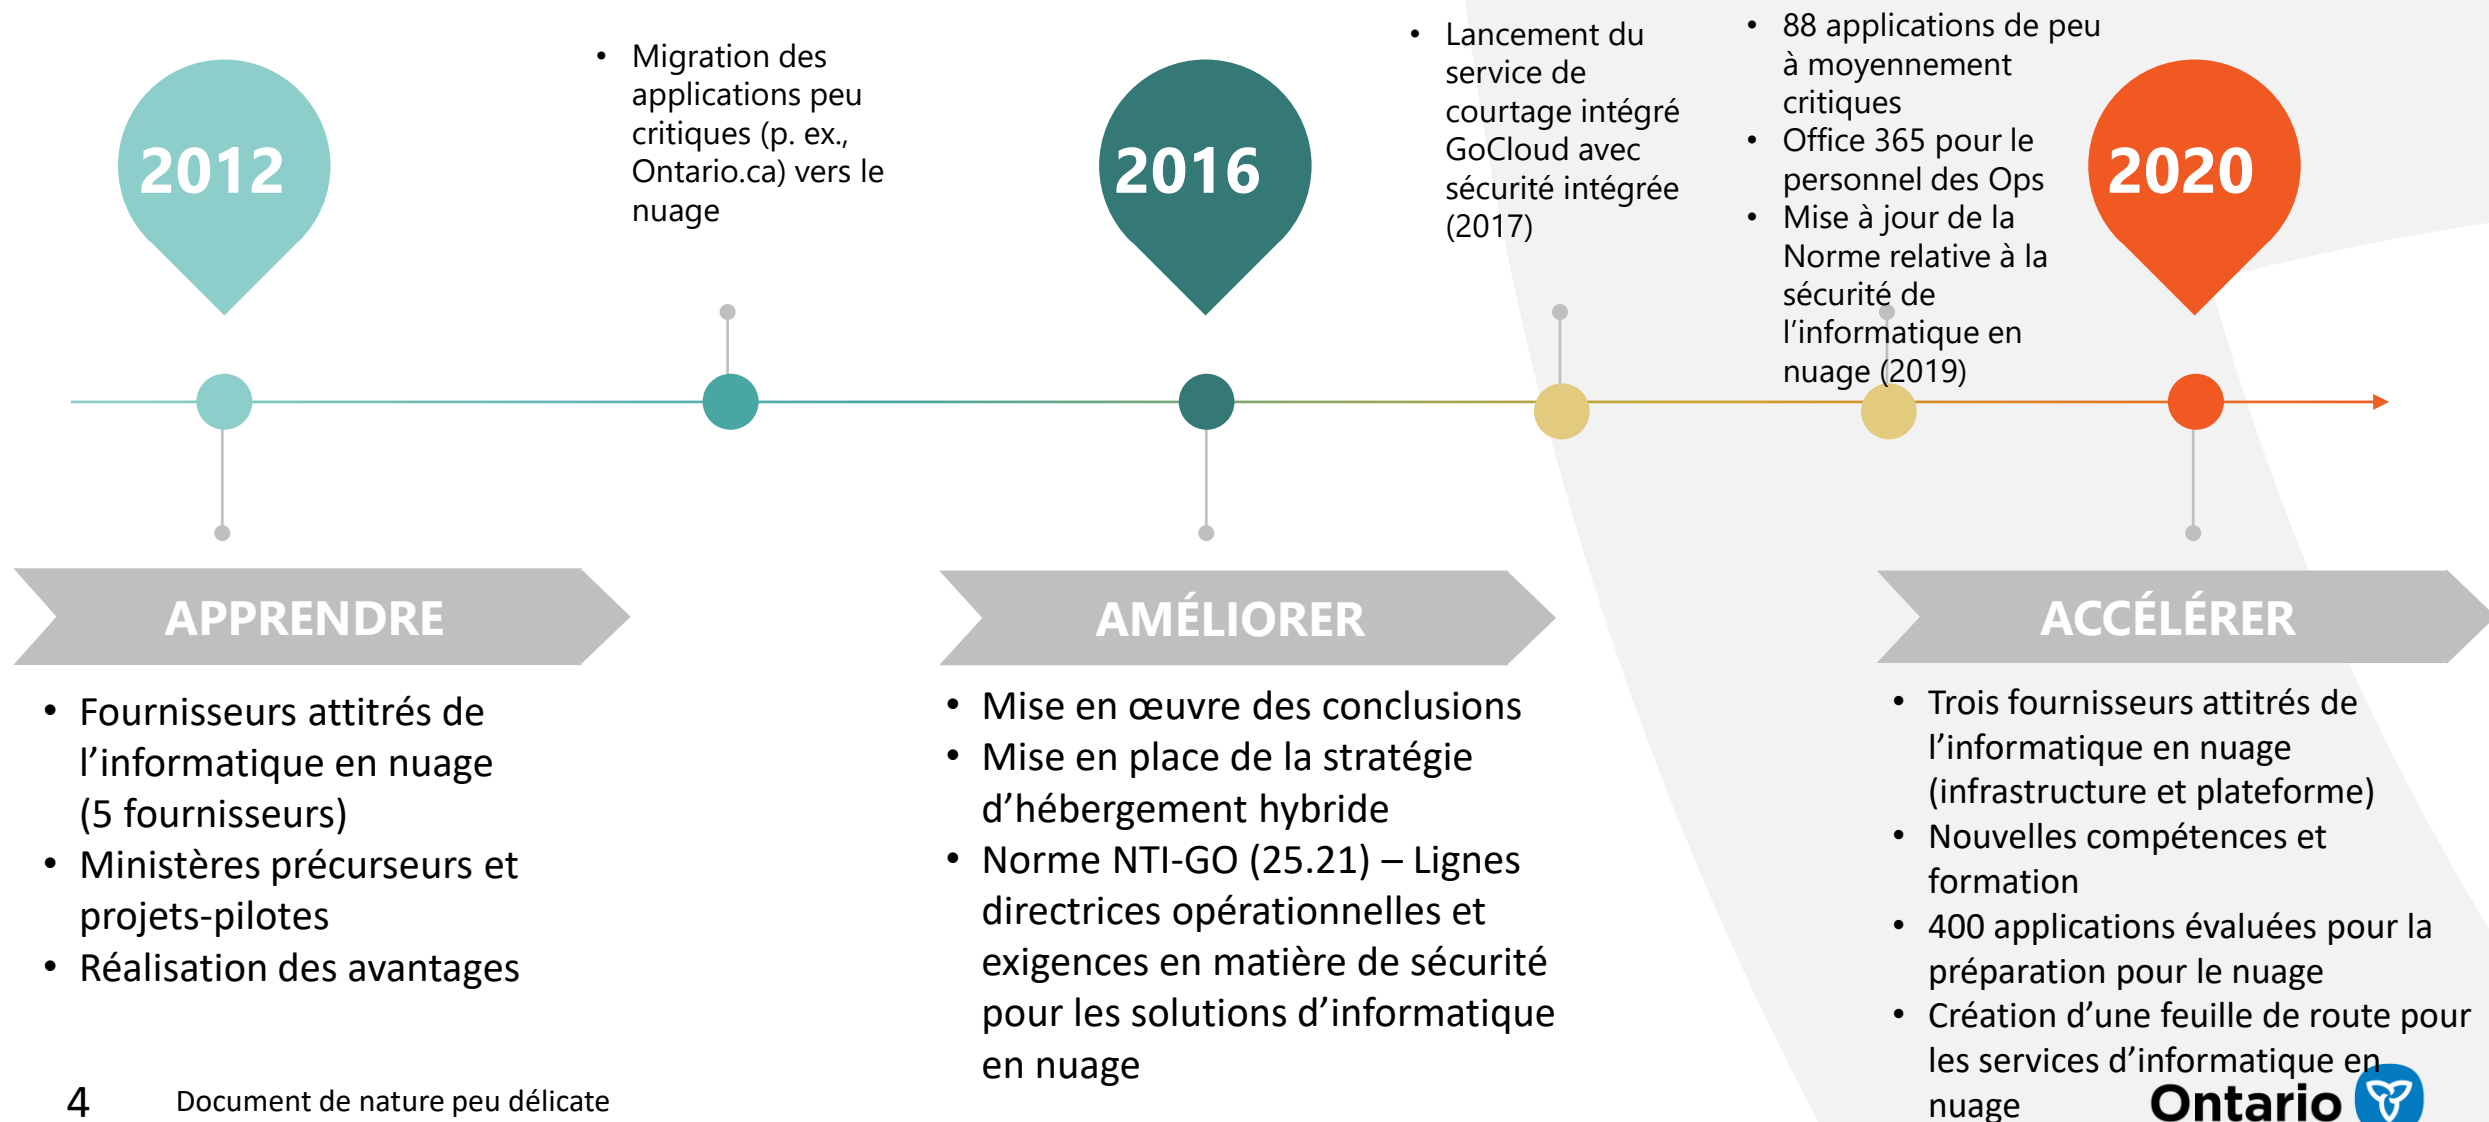 2012
• Migration des
applications peu
critiques (p. ex.,
Ontario.ca) vers le
nuage
2016
• Lancement du
service de
courtage intégré
GoCloud avec
sécurité intégrée
(2017)
• 88 applications de peu
à moyennement
critiques
• Office 365 pour le
personnel des Ops
• Mise à jour de la
Norme relative à la
sécurité de
l’informatique en
nuage (2019)
2020
APPRENDRE
• Fournisseurs attitrés de
l’informatique en nuage
(5 fournisseurs)
• Ministères précurseurs et
projets-pilotes
• Réalisation des avantages
AMÉLIORER
• Mise en œuvre des conclusions
• Mise en place de la stratégie
d’hébergement hybride
• Norme NTI-GO (25.21) – Lignes
directrices opérationnelles et
exigences en matière de sécurité
pour les solutions d’informatique
en nuage
ACCÉLÉRER
• Trois fournisseurs attitrés de
l’informatique en nuage
(infrastructure et plateforme)
• Nouvelles compétences et
formation
• 400 applications évaluées pour la
préparation pour le nuage
• Création d’une feuille de route pour
les services d’informatique en
nuage
4
Document de nature peu délicate
Ontario